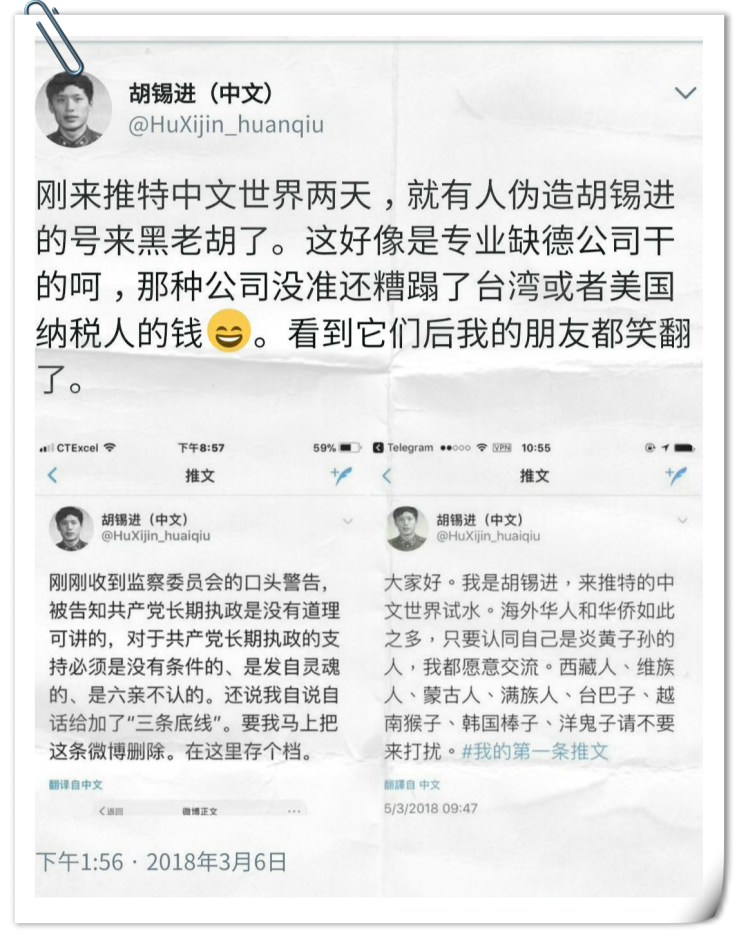 胡锡进（中文）
@HuXijin_huanqiu
刚来推特中文世界两天，就有人伪造胡锡进
的号来黑老胡了。这好像是专业缺德公司干
的呵，那种公司没准还糟蹋了台湾或者美国
纳税人的钱😄。看到它们后我的朋友都笑翻
了。
CTExcel 下午8:57 59%
推文
胡锡进（中文）
@HuXijin_huaiqiu
刚刚收到监察委员会的口头警告，
被告知共产党长期执政是没有道理
可讲的，对于共产党长期执政的支
持必须是没有条件的、是发自灵魂
的、是六亲不认的。还说我自说自
话给加了“三条底线”。要我马上把
这条微博删除。在这里存个档。
翻译自中文
返回 微博正文 ···
Telegram VPN 10:55
推文
胡锡进（中文）
@HuXijin_huaiqiu
大家好。我是胡锡进，来推特的中
文世界试水。海外华人和华侨如此
之多，只要认同自己是炎黄子孙的
人，我都愿意交流。西藏人、维族
人、蒙古人、满族人、台巴子、越
南猴子、韩国棒子、洋鬼子请不要
来打扰。#我的第一条推文
翻譯自 中文
5/3/2018 09:47
下午1:56 · 2018年3月6日